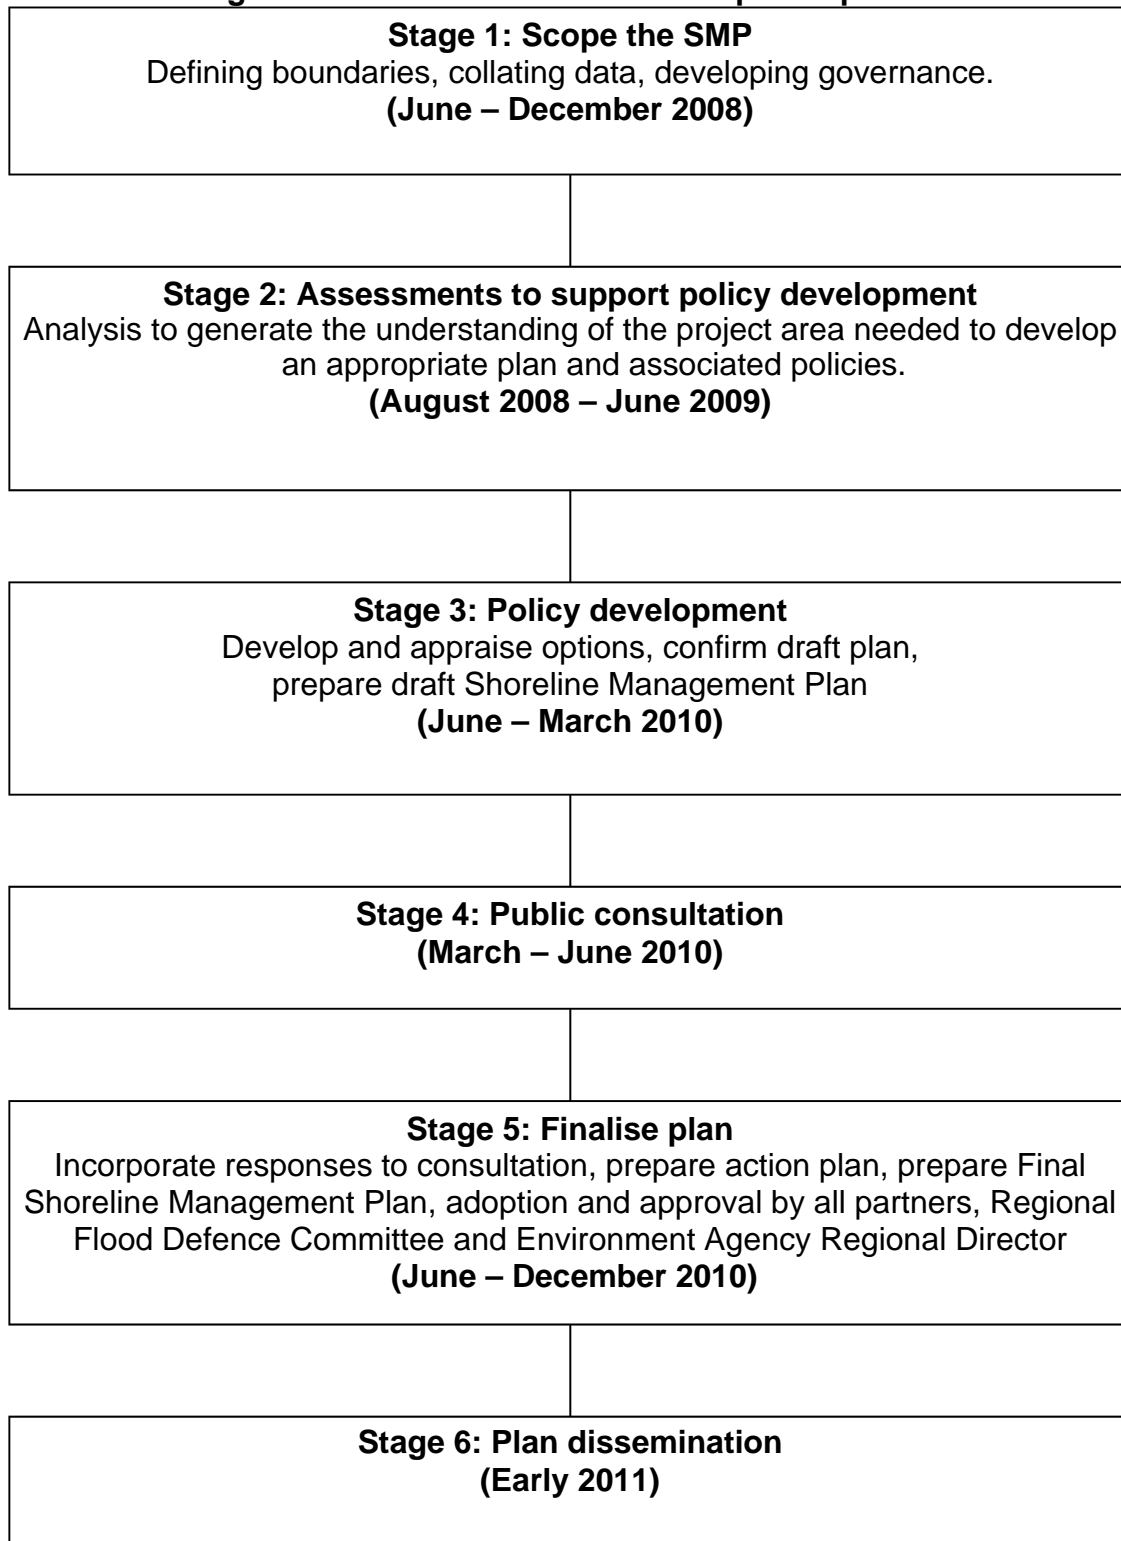 Stage 1: Scope the SMP
Defining boundaries, collating data, developing governance.
(June – December 2008)
Stage 2: Assessments to support policy development
Analysis to generate the understanding of the project area needed to develop
an appropriate plan and associated policies.
(August 2008 – June 2009)
Stage 3: Policy development
Develop and appraise options, confirm draft plan,
prepare draft Shoreline Management Plan
(June – March 2010)
Stage 4: Public consultation
(March – June 2010)
Stage 5: Finalise plan
Incorporate responses to consultation, prepare action plan, prepare Final
Shoreline Management Plan, adoption and approval by all partners, Regional
Flood Defence Committee and Environment Agency Regional Director
(June – December 2010)
Stage 6: Plan dissemination
(Early 2011)